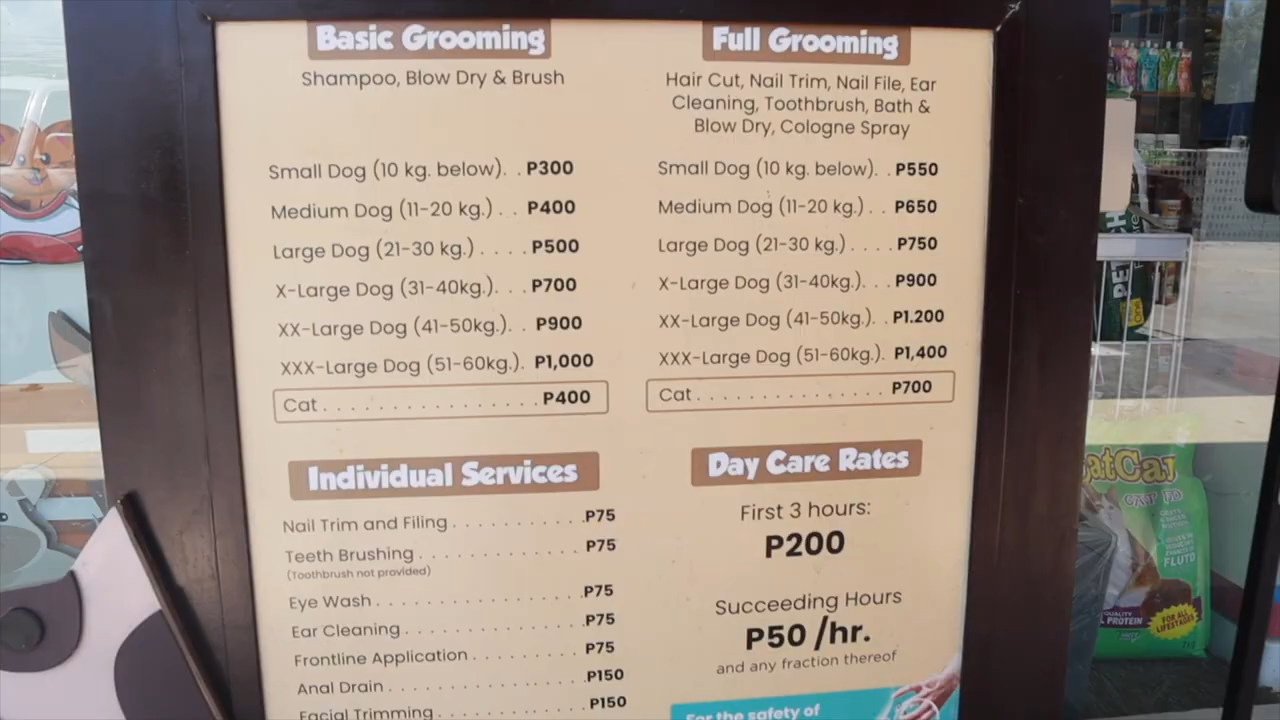 Basic Grooming
Shampoo, Blow Dry & Brush
Small Dog (10 kg. below). . P300
Medium Dog (11-20 kg.) . . P400
Large Dog (21-30 kg.) . . . . P500
X-Large Dog (31-40kg.). . . P700
XX-Large Dog (41-50kg.). . P900
XXX-Large Dog (51-60kg.). P1,000
Cat . . . . . . . . . . . . . . . . P400
Full Grooming
Hair Cut, Nail Trim, Nail File, Ear
Cleaning, Toothbrush, Bath &
Blow Dry, Cologne Spray
Small Dog (10 kg. below). . P550
Medium Dog (11-20 kg.) . . P650
Large Dog (21-30 kg.) . . . . P750
X-Large Dog (31-40kg.). . . P900
XX-Large Dog (41-50kg.). . P1.200
XXX-Large Dog (51-60kg.). P1,400
Cat . . . . . . . . . . . . . . . P700
Individual Services
Nail Trim and Filing . . . . . . . . . . . P75
Teeth Brushing . . . . . . . . . . . . . . P75
(Toothbrush not provided)
Eye Wash . . . . . . . . . . . . . . . . . P75
Ear Cleaning . . . . . . . . . . . . . . . P75
Frontline Application . . . . . . . . . P75
Anal Drain . . . . . . . . . . . . . . . . P150
Facial Trimming . . . . . . . . . . . . P150
Day Care Rates
First 3 hours:
P200
Succeeding Hours
P50 /hr.
and any fraction thereof
For the safety of
PROTEIN
FOR ALL
LIFESTAGES